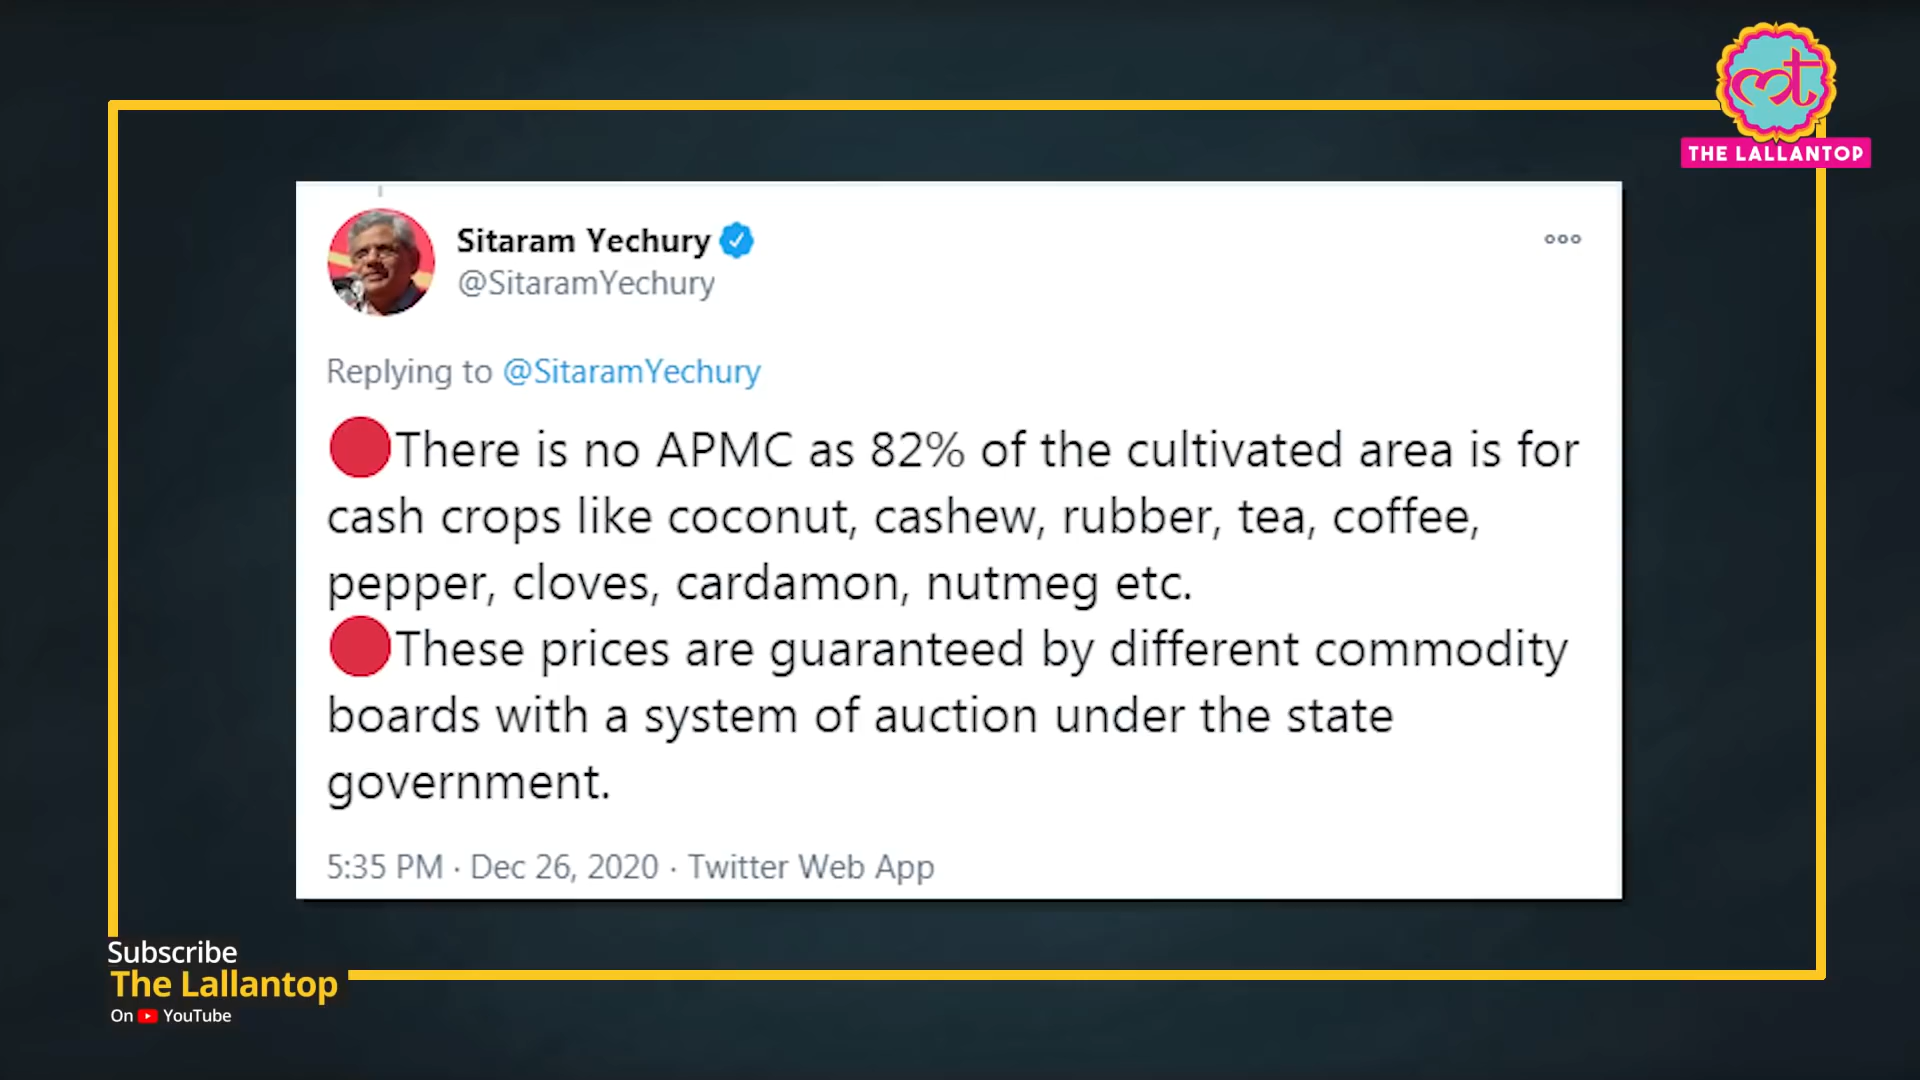 THE LALLANTOP
Sitaram Yechury
@SitaramYechury
Replying to @SitaramYechury
There is no APMC as 82% of the cultivated area is for
cash crops like coconut, cashew, rubber, tea, coffee,
pepper, cloves, cardamon, nutmeg etc.
These prices are guaranteed by different commodity
boards with a system of auction under the state
government.
5:35 PM · Dec 26, 2020 · Twitter Web App
Subscribe
The Lallantop
On YouTube